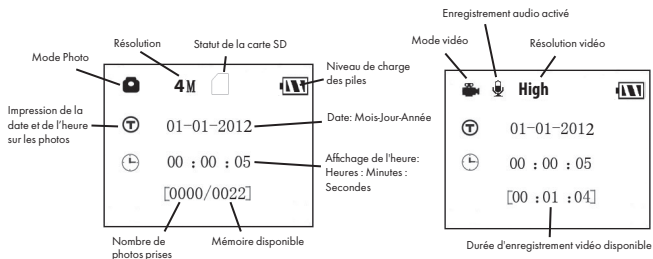 Résolution
Statut de la carte SD
Mode Photo
Niveau de charge
des piles
4M
Impression de la
date et de l'heure
sur les photos
T
01-01-2012
Date: Mois-Jour-Année
00 : 00 : 05
Affichage de l'heure:
Heures : Minutes :
Secondes
[0000/0022]
Nombre de
photos prises
Mémoire disponible
Enregistrement audio activé
Mode vidéo
Résolution vidéo
High
T
01-01-2012
00 : 00 : 05
[00 : 01 : 04]
Durée d'enregistrement vidéo disponible